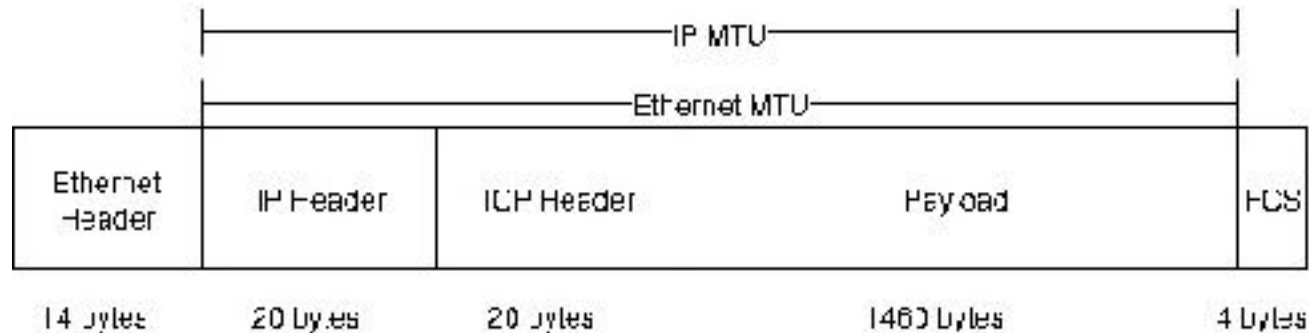 IP MTU
Ethernet MTU
Ethernet
Header
IP Header
TCP Header
Payload
FCS
14 bytes
20 bytes
20 bytes
1460 bytes
4 bytes